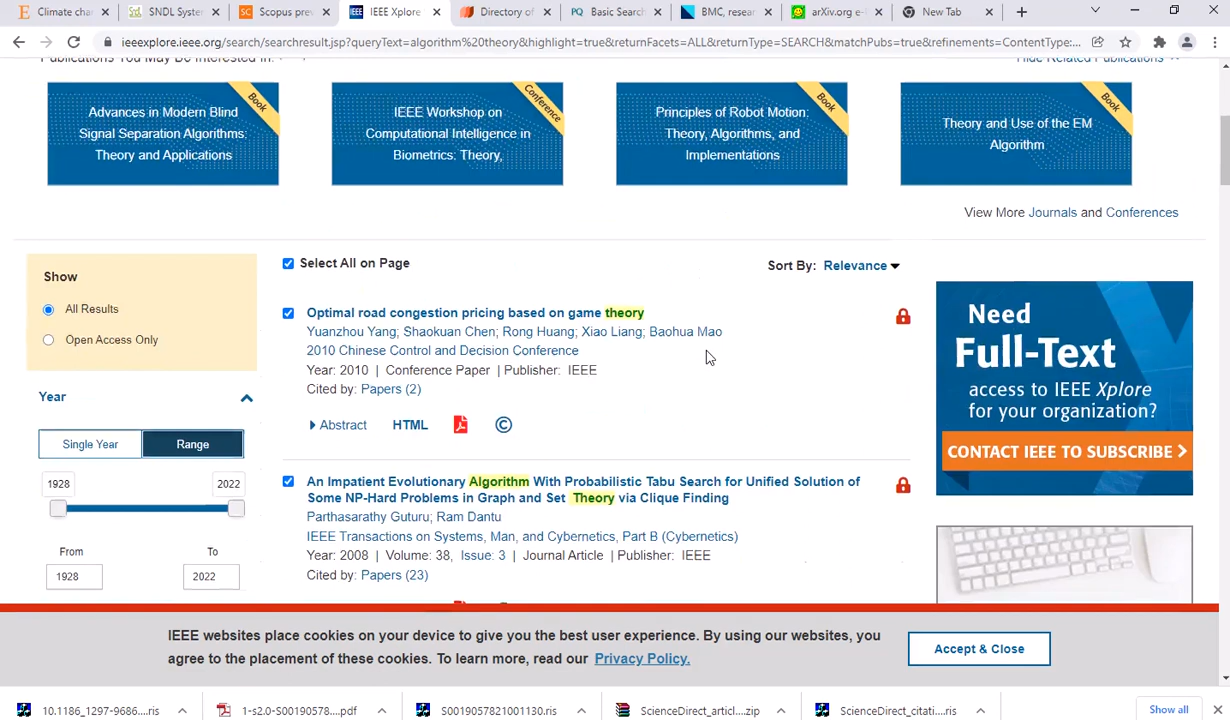 Climate chan
SNDL System
Scopus prev
IEEE Xplore
Directory of
Basic Search
BMC, resear
arXiv.org e-P
New Tab
ieeexplore.ieee.org/search/searchresult.jsp?queryText=algorithm%20theory&highlight=true&returnFacets=ALL&returnType=SEARCH&matchPubs=true&refinements=ContentType:...
Publications You May Be Interested In:
Hide Related Publications
Advances in Modern Blind
Signal Separation Algorithms:
Theory and Applications
Book
IEEE Workshop on
Computational Intelligence in
Biometrics: Theory,
Conference
Principles of Robot Motion:
Theory, Algorithms, and
Implementations
Book
Theory and Use of the EM
Algorithm
Book
View More Journals and Conferences
Show
All Results
Open Access Only
Year
Single Year
Range
1928
2022
From
To
1928
2022
Select All on Page
Sort By: Relevance
Optimal road congestion pricing based on game theory
Yuanzhou Yang; Shaokuan Chen; Rong Huang; Xiao Liang; Baohua Mao
2010 Chinese Control and Decision Conference
Year: 2010 | Conference Paper | Publisher: IEEE
Cited by: Papers (2)
Abstract HTML
An Impatient Evolutionary Algorithm With Probabilistic Tabu Search for Unified Solution of
Some NP-Hard Problems in Graph and Set Theory via Clique Finding
Parthasarathy Guturu; Ram Dantu
IEEE Transactions on Systems, Man, and Cybernetics, Part B (Cybernetics)
Year: 2008 | Volume: 38, Issue: 3 | Journal Article | Publisher: IEEE
Cited by: Papers (23)
Need
Full-Text
access to IEEE Xplore
for your organization?
CONTACT IEEE TO SUBSCRIBE
IEEE websites place cookies on your device to give you the best user experience. By using our websites, you
agree to the placement of these cookies. To learn more, read our Privacy Policy.
Accept & Close
10.1186_1297-9686....ris
1-s2.0-S00190578....pdf
S0019057821001130.ris
ScienceDirect_articl....zip
ScienceDirect_citati....ris
Show all